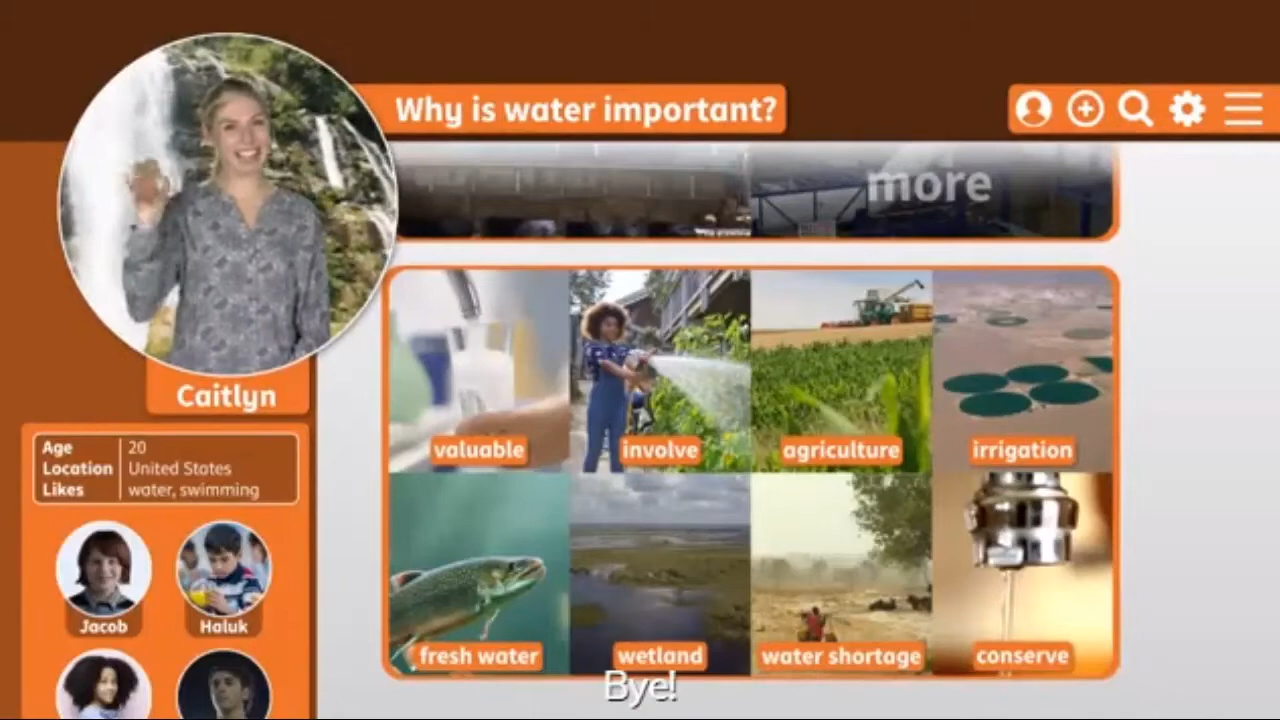 Why is water important?
more
Caitlyn
Age 20
Location United States
Likes water, swimming
Jacob
Haluk
valuable
involve
agriculture
irrigation
fresh water
wetland
water shortage
conserve
Bye!